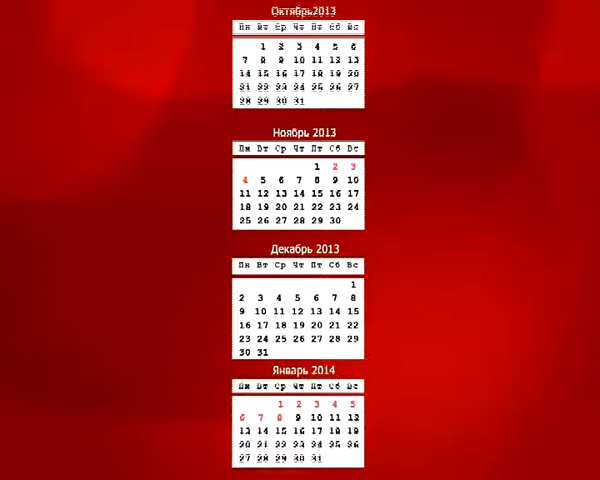 Октябрь2013
Пн Вт Ср Чт Пт Сб Вс
1 2 3 4 5 6
7 8 9 10 11 12 13
14 15 16 17 18 19 20
21 22 23 24 25 26 27
28 29 30 31
Ноябрь 2013
Пн Вт Ср Чт Пт Сб Вс
1 2 3
4 5 6 7 8 9 10
11 12 13 14 15 16 17
18 19 20 21 22 23 24
25 26 27 28 29 30
Декабрь 2013
Пн Вт Ср Чт Пт Сб Вс
1
2 3 4 5 6 7 8
9 10 11 12 13 14 15
16 17 18 19 20 21 22
23 24 25 26 27 28 29
30 31
Январь 2014
Пн Вт Ср Чт Пт Сб Вс
1 2 3 4 5
6 7 8 9 10 11 12
13 14 15 16 17 18 19
20 21 22 23 24 25 26
27 28 29 30 31